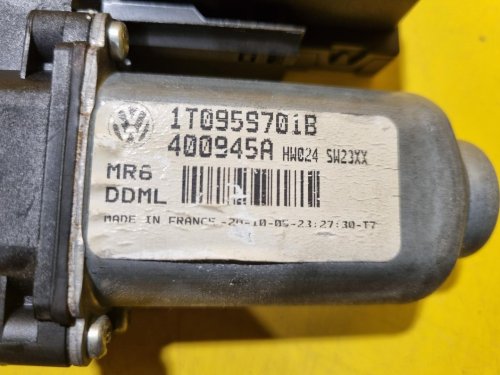 1T0959701B
400945A HW024 SW23XX
MR6
DDML
MADE IN FRANCE -20-10-05-23:27:30-T7